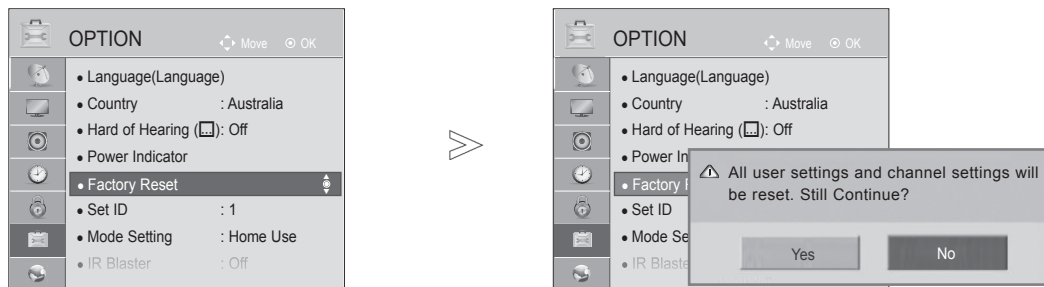 OPTION
Move OK
• Language(Language)
• Country : Australia
• Hard of Hearing ( ): Off
• Power Indicator
• Factory Reset
• Set ID : 1
• Mode Setting : Home Use
• IR Blaster : Off
OPTION
Move OK
• Language(Language)
• Country : Australia
• Hard of Hearing ( ): Off
• Power In
• Factory R
• Set ID
• Mode Se
• IR Blaste
All user settings and channel settings will
be reset. Still Continue?
Yes No